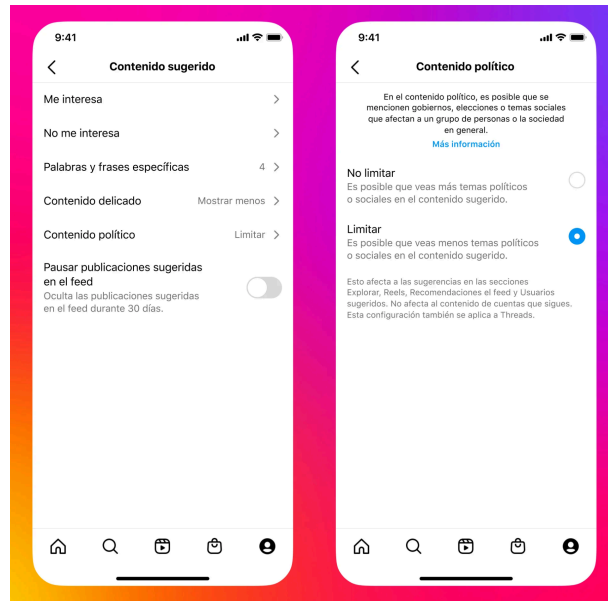 9:41
Contenido sugerido
Me interesa
No me interesa
Palabras y frases específicas 4
Contenido delicado Mostrar menos
Contenido político Limitar
Pausar publicaciones sugeridas
en el feed
Oculta las publicaciones sugeridas
en el feed durante 30 días.
9:41
Contenido político
En el contenido político, es posible que se
mencionen gobiernos, elecciones o temas sociales
que afectan a un grupo de personas o la sociedad
en general.
Más información
No limitar
Es posible que veas más temas políticos
o sociales en el contenido sugerido.
Limitar
Es posible que veas menos temas políticos
o sociales en el contenido sugerido.
Esto afecta a las sugerencias en las secciones
Explorar, Reels, Recomendaciones el feed y Usuarios
sugeridos. No afecta al contenido de cuentas que sigues.
Esta configuración también se aplica a Threads.